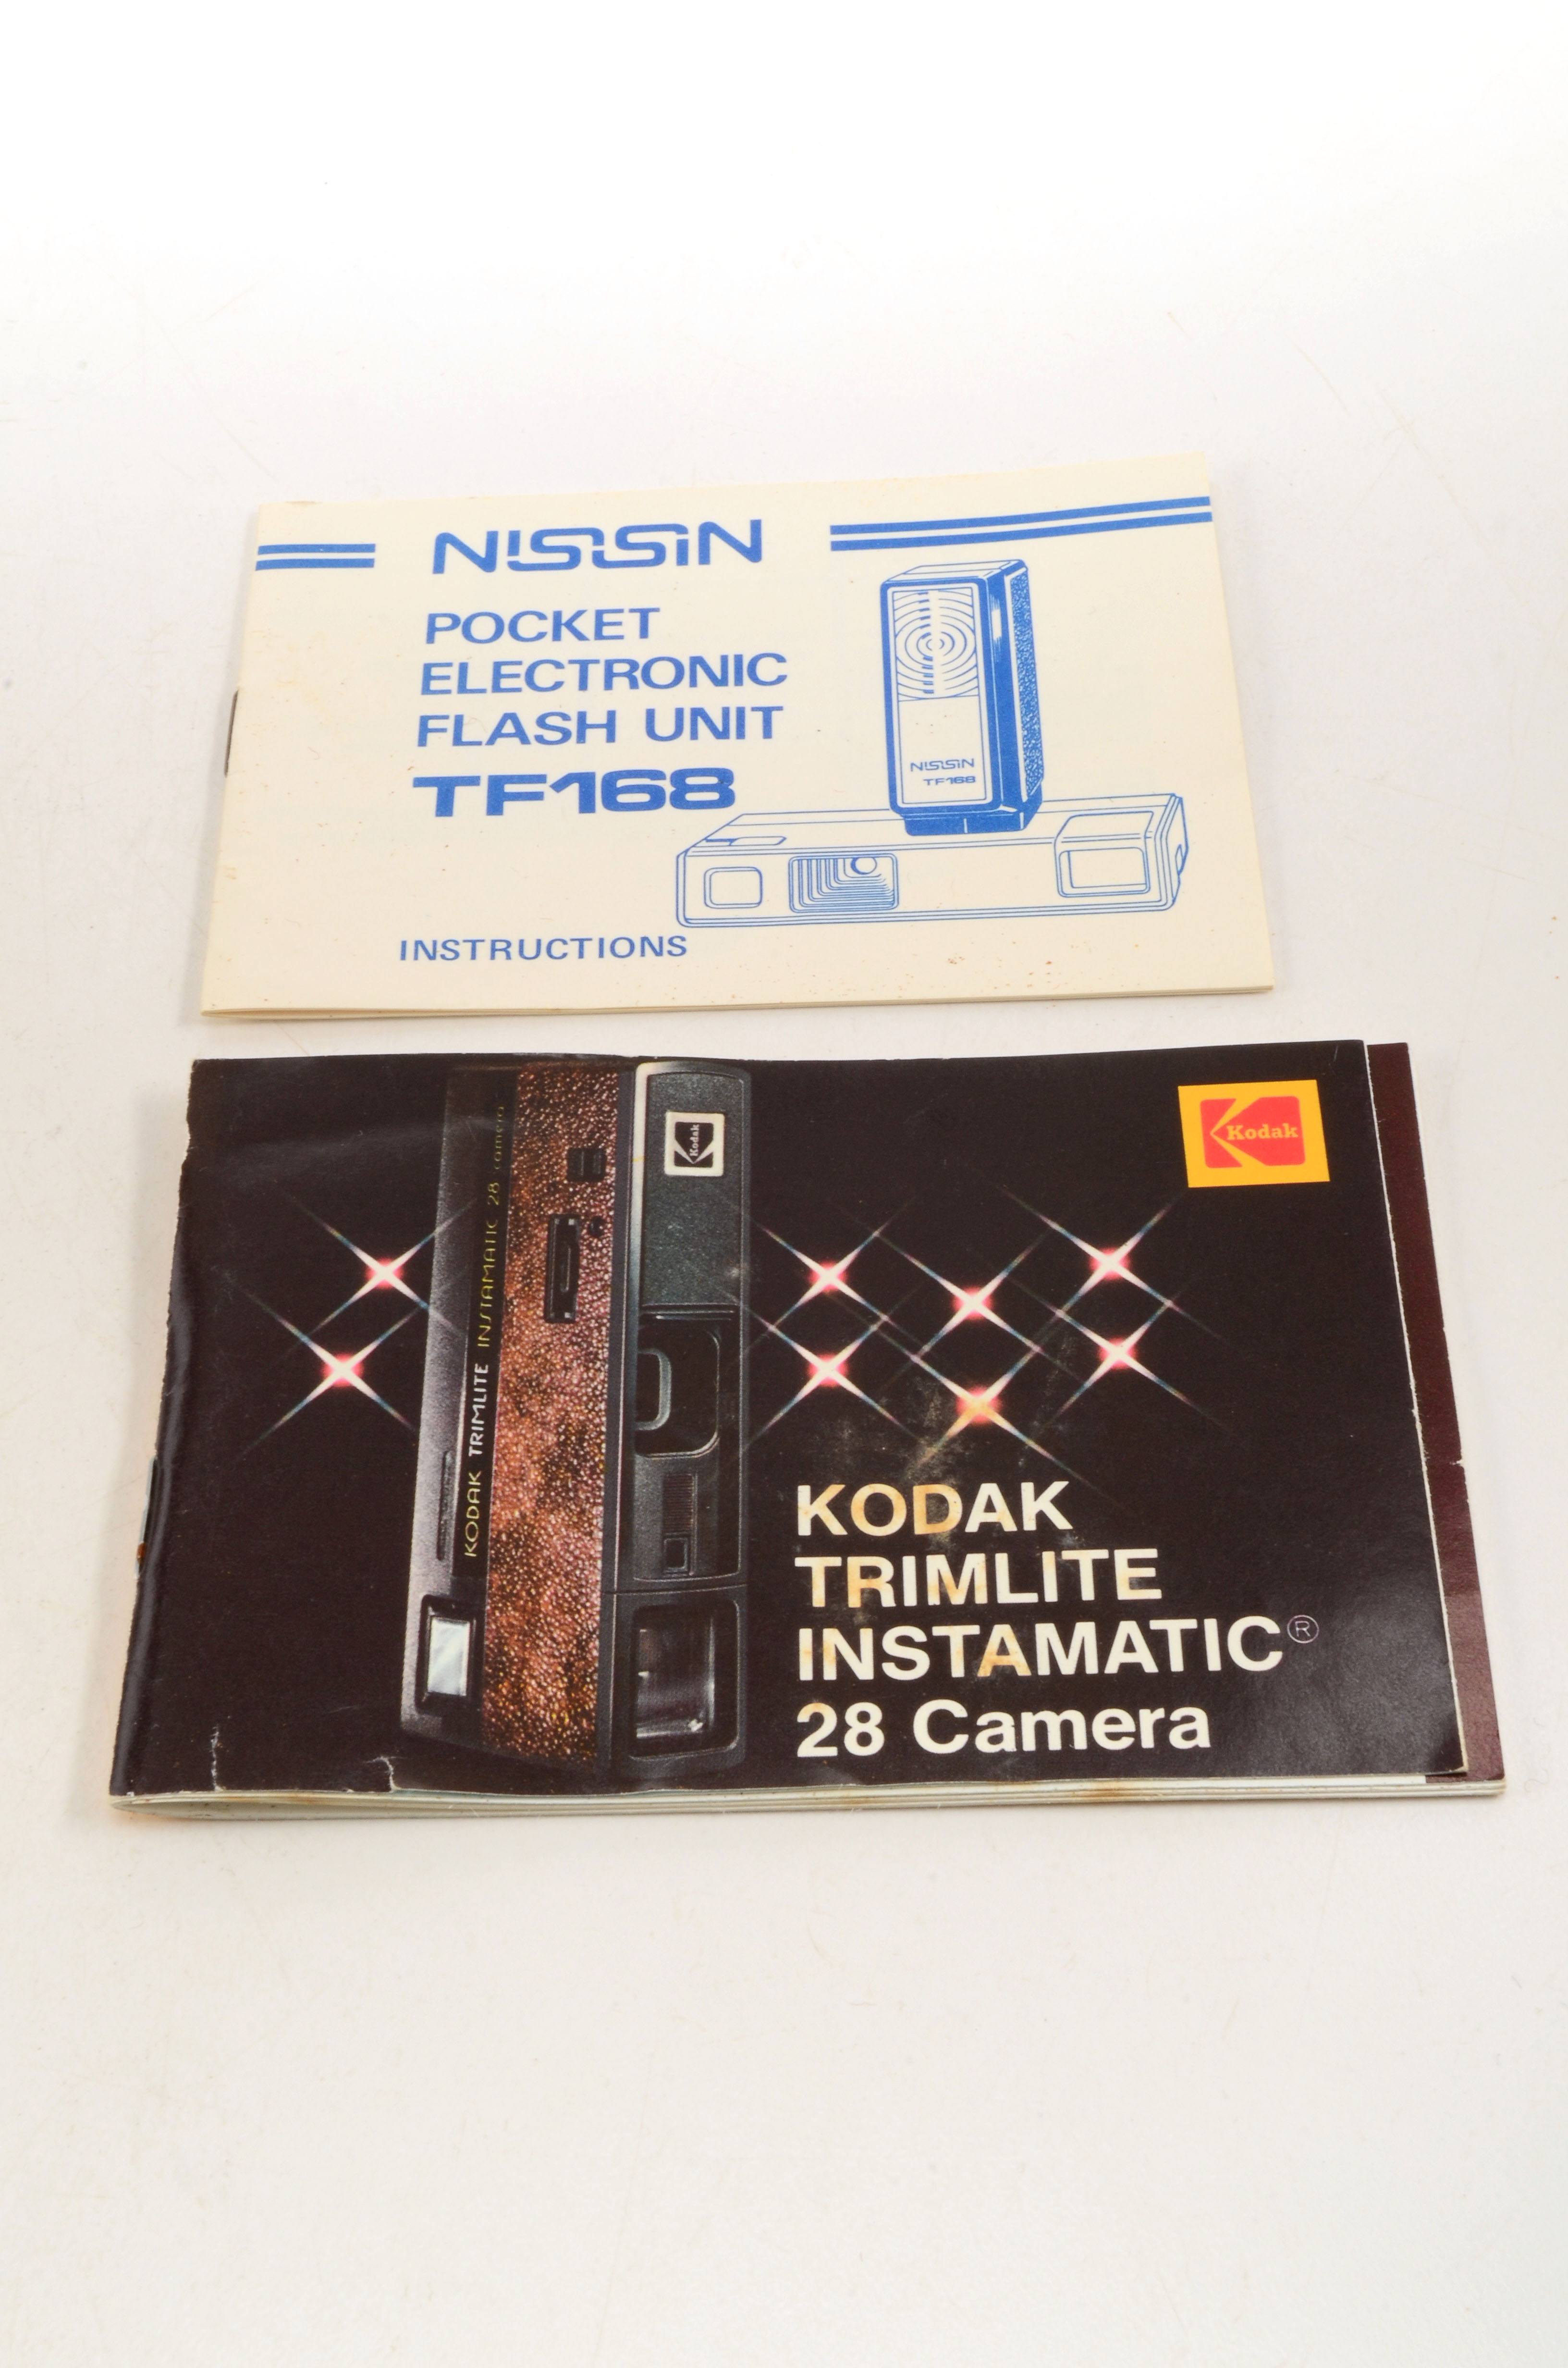 NISSIN
POCKET
ELECTRONIC
FLASH UNIT
TF168
NISSIN
TF168
INSTRUCTIONS
Kodak
Kodak
KODAK TRIMLITE INSTAMATIC 28 camera
KODAK
TRIMLITE
INSTAMATIC®
28 Camera